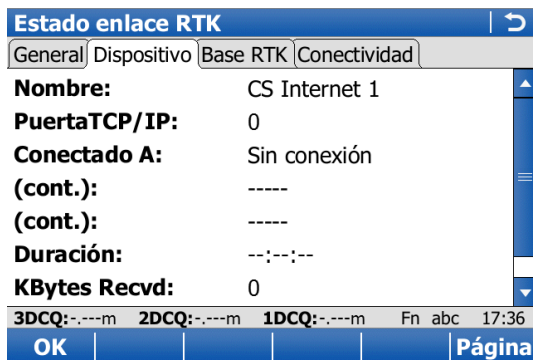 Estado enlace RTK
General Dispositivo Base RTK Conectividad
Nombre: CS Internet 1
PuertaTCP/IP: 0
Conectado A: Sin conexión
(cont.): -----
(cont.): -----
Duración: --:--:--
KBytes Recvd: 0
3DCQ:-.---m 2DCQ:-.---m 1DCQ:-.---m Fn abc 17:36
OK Página